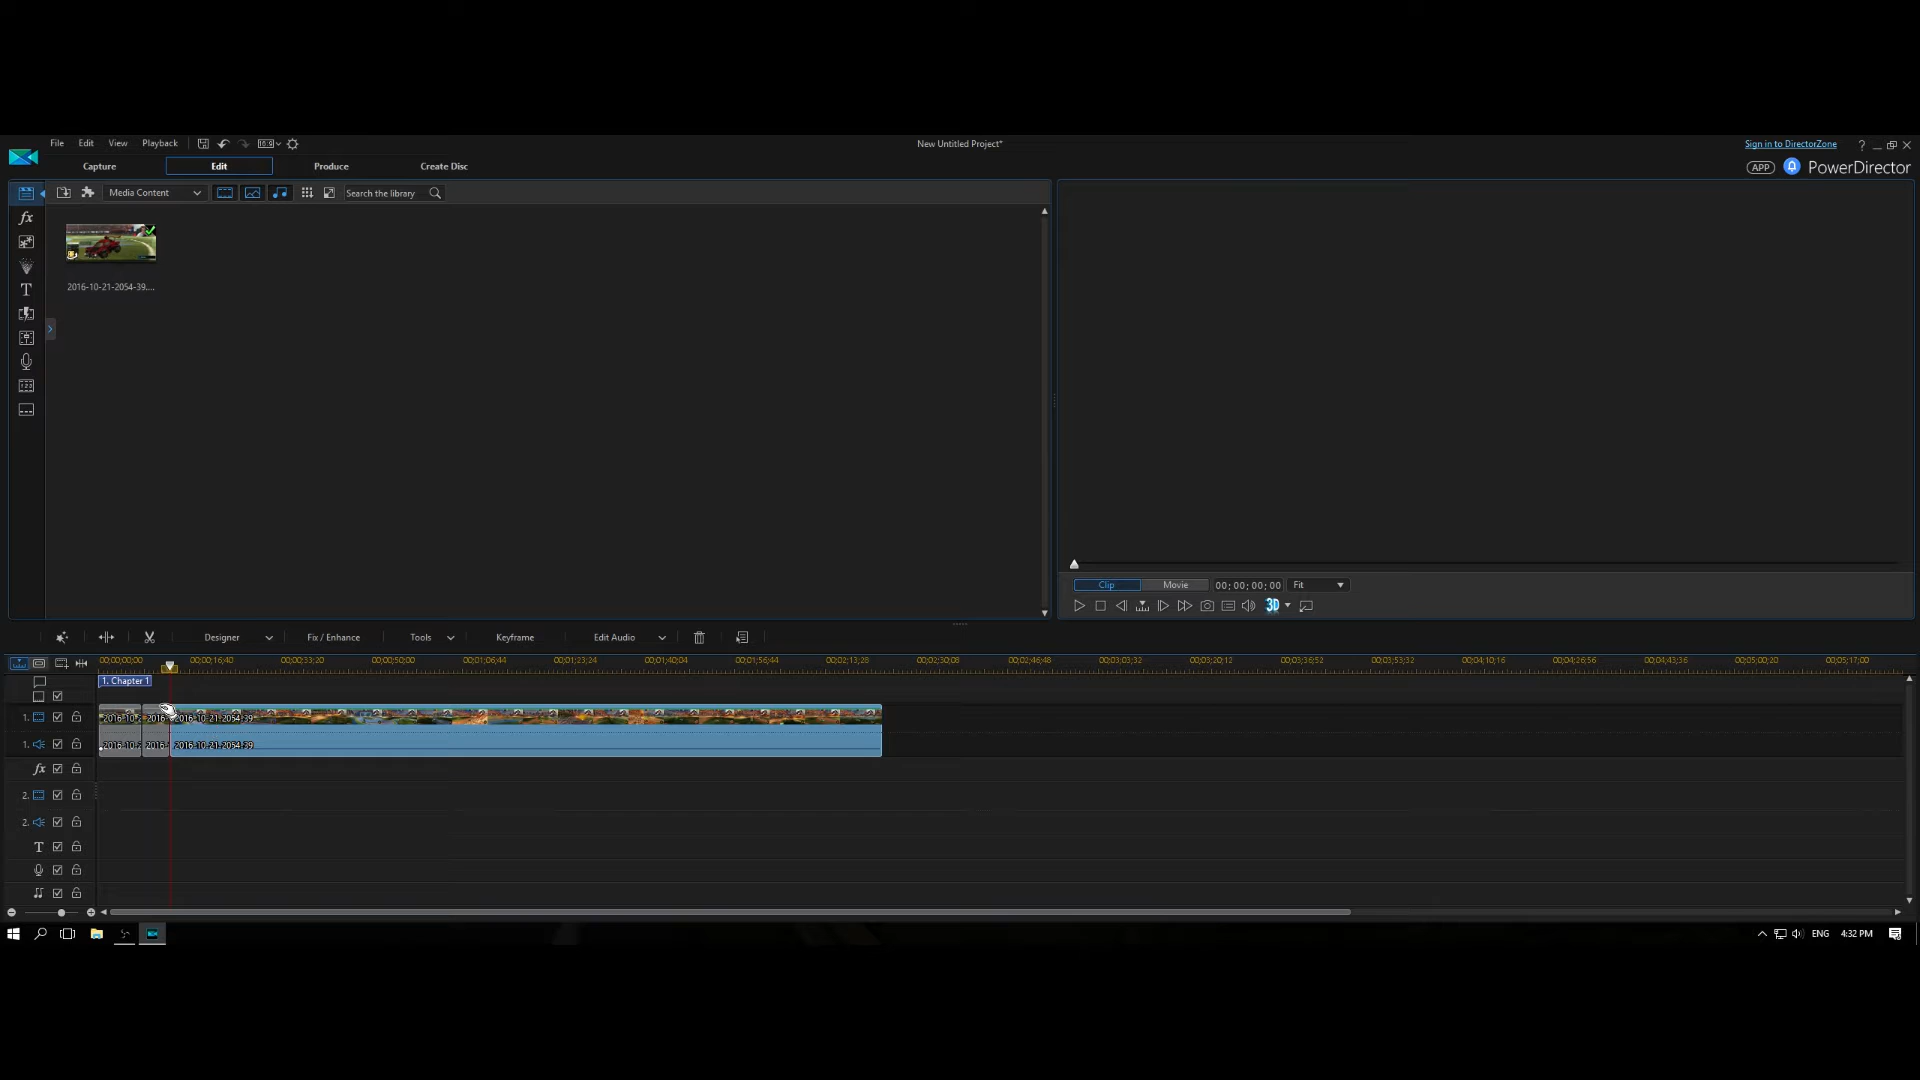 File Edit View Playback
New Untitled Project*
Sign in to DirectorZone
?
Capture Edit Produce Create Disc
APP PowerDirector
Media Content Search the library
fx
T
2016-10-21-2054-39....
Clip Movie 00;00;00;00 Fit
3D
Designer Fix / Enhance Tools Keyframe Edit Audio
00;00;00;00 00;00;16;40 00;00;33;20 00;00;50;00 00;01;06;44 00;01;23;24 00;01;40;04 00;01;56;44 00;02;13;28 00;02;30;08 00;02;46;48 00;03;03;32 00;03;20;12 00;03;36;52 00;03;53;32 00;04;10;16 00;04;26;56 00;04;43;36 00;05;00;20 00;05;17;00
1. Chapter 1
1. 2016-10-2 2016- 2016-10-21-2054-39
1. 2016-10-2 2016- 2016-10-21-2054-39
fx
2.
2.
T
ENG 4:32 PM